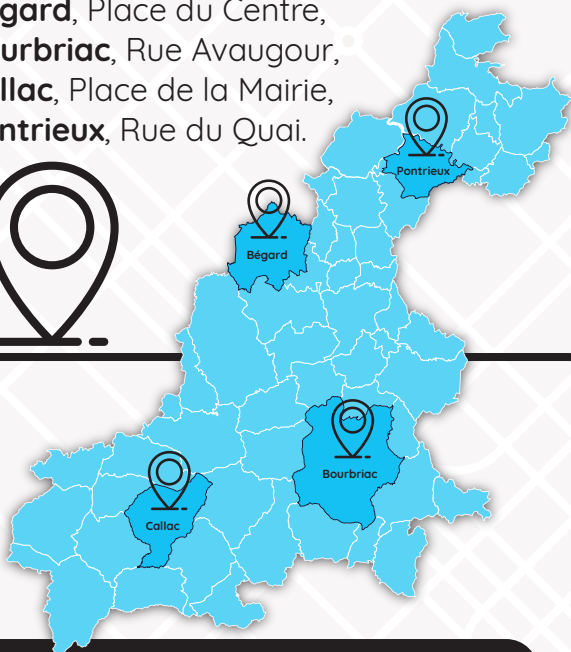 gard, Place du Centre,
urbriac, Rue Avaugour,
llac, Place de la Mairie,
ntrieux, Rue du Quai.
Pontrieux
Bégard
Bourbriac
Callac